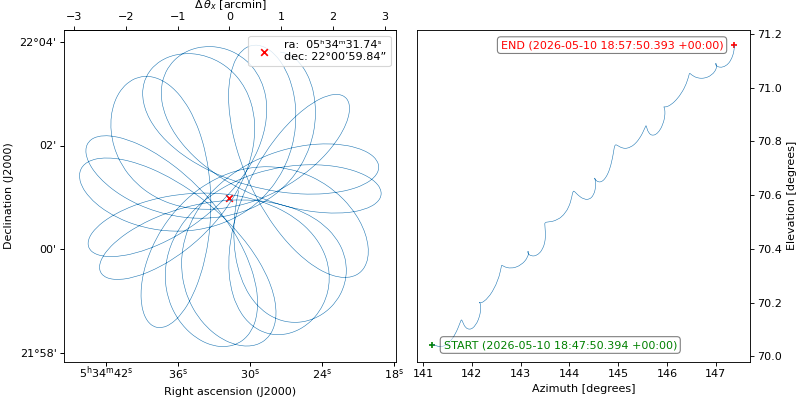 Δθx [arcmin]
−3 −2 −1 0 1 2 3
22°04'
02'
00'
21°58'
Declination (J2000)
ra: 05ʰ34ᵐ31.74ˢ
dec: 22°00’59.84”
5ʰ34ᵐ42ˢ 36ˢ 30ˢ 24ˢ 18ˢ
Right ascension (J2000)
END (2026-05-10 18:57:50.393 +00:00)
START (2026-05-10 18:47:50.394 +00:00)
71.2
71.0
70.8
70.6
70.4
70.2
70.0
Elevation [degrees]
141 142 143 144 145 146 147
Azimuth [degrees]